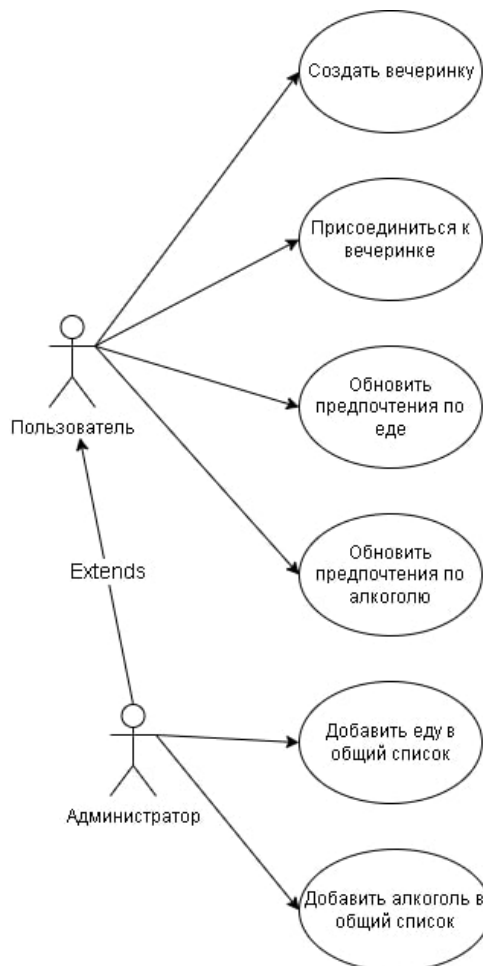 Создать вечеринку
Присоединиться к
вечеринке
Обновить
предпочтения по
еде
Пользователь
Обновить
предпочтения по
алкоголю
Extends
Добавить еду в
общий список
Администратор
Добавить алкоголь в
общий список